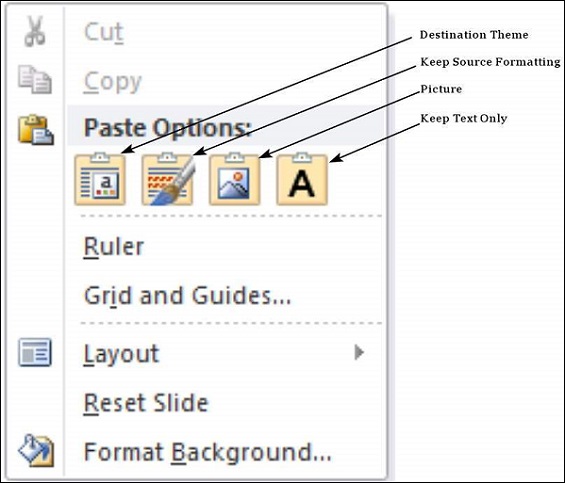 Cut
Destination Theme
Keep Source Formatting
Copy
Picture
Paste Options:
Keep Text Only
a
A
Ruler
Grid and Guides...
Layout
Reset Slide
Format Background...